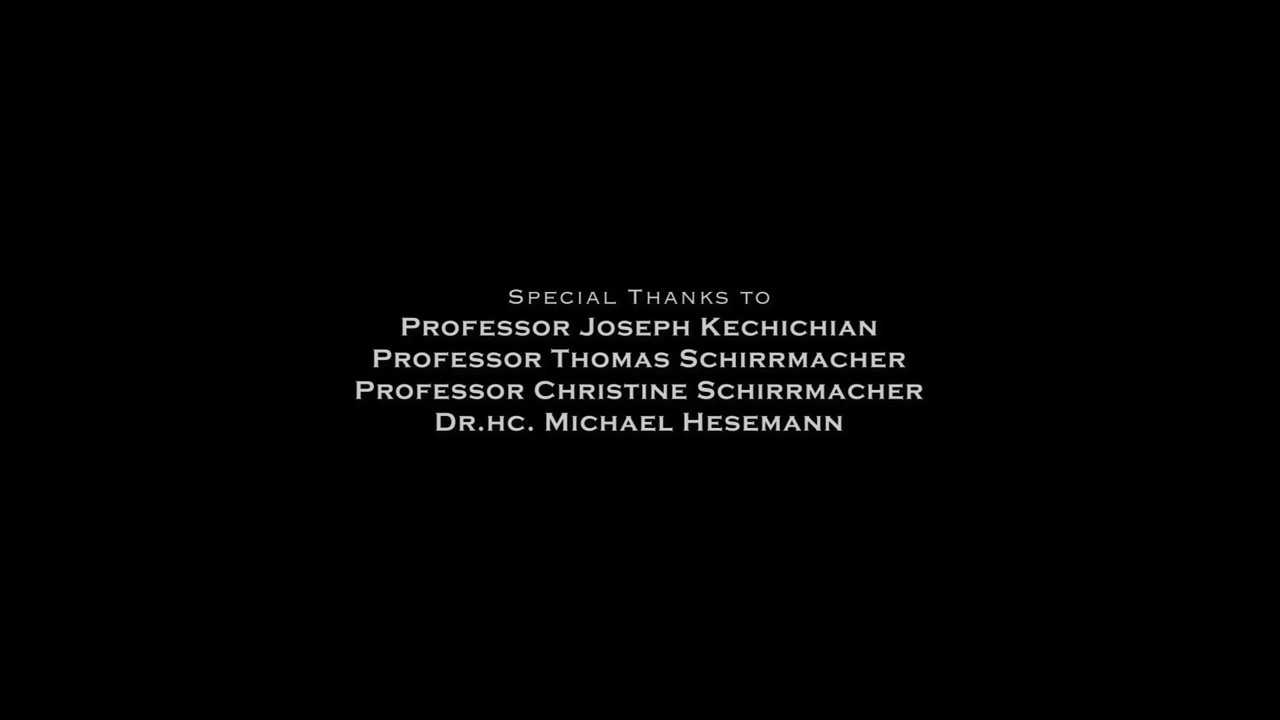 Special Thanks to
Professor Joseph Kechichian
Professor Thomas Schirrmacher
Professor Christine Schirrmacher
Dr.hc. Michael Hesemann